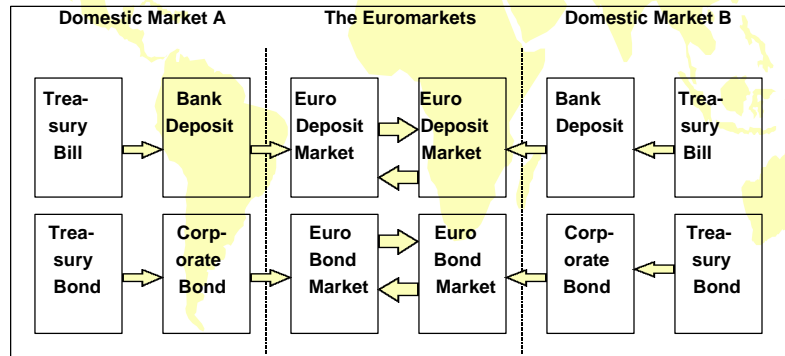 Domestic Market A
The Euromarkets
Domestic Market B
Trea-
sury
Bill
Bank
Deposit
Euro
Deposit
Market
Euro
Deposit
Market
Bank
Deposit
Trea-
sury
Bill
Trea-
sury
Bond
Corp-
orate
Bond
Euro
Bond
Market
Euro
Bond
Market
Corp-
orate
Bond
Trea-
sury
Bond